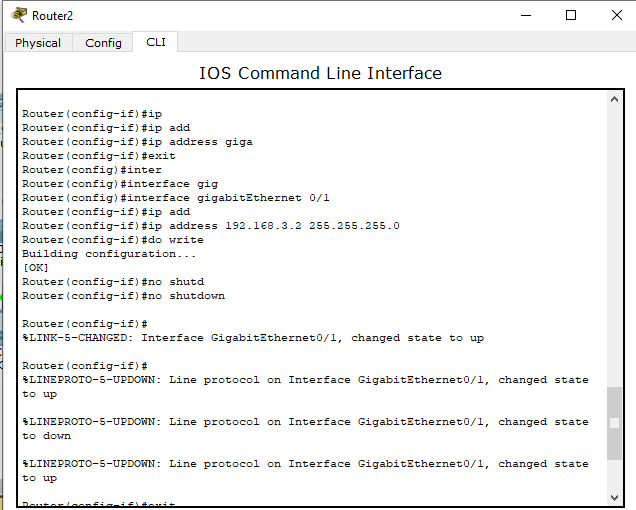 Router2
Physical Config CLI
IOS Command Line Interface
Router(config-if)#ip
Router(config-if)#ip add
Router(config-if)#ip address giga
Router(config-if)#exit
Router(config)#inter
Router(config)#interface gig
Router(config)#interface gigabitEthernet 0/1
Router(config-if)#ip add
Router(config-if)#ip address 192.168.3.2 255.255.255.0
Router(config-if)#do write
Building configuration...
[OK]
Router(config-if)#no shutd
Router(config-if)#no shutdown
Router(config-if)#
%LINK-5-CHANGED: Interface GigabitEthernet0/1, changed state to up
Router(config-if)#
%LINEPROTO-5-UPDOWN: Line protocol on Interface GigabitEthernet0/1, changed state
to up
%LINEPROTO-5-UPDOWN: Line protocol on Interface GigabitEthernet0/1, changed state
to down
%LINEPROTO-5-UPDOWN: Line protocol on Interface GigabitEthernet0/1, changed state
to up
Router(config-if)#exit